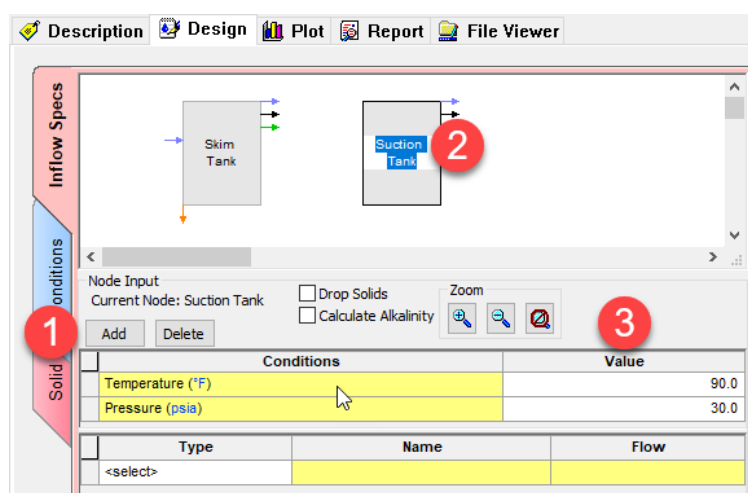 Description Design Plot Report File Viewer
Inflow Specs
onditions
Solid
Skim
Tank
Suction
Tank
2
Node Input
Current Node: Suction Tank
Drop Solids
Calculate Alkalinity
Zoom
1
Add Delete
3
Conditions Value
Temperature (°F) 90.0
Pressure (psia) 30.0
Type Name Flow
<select>